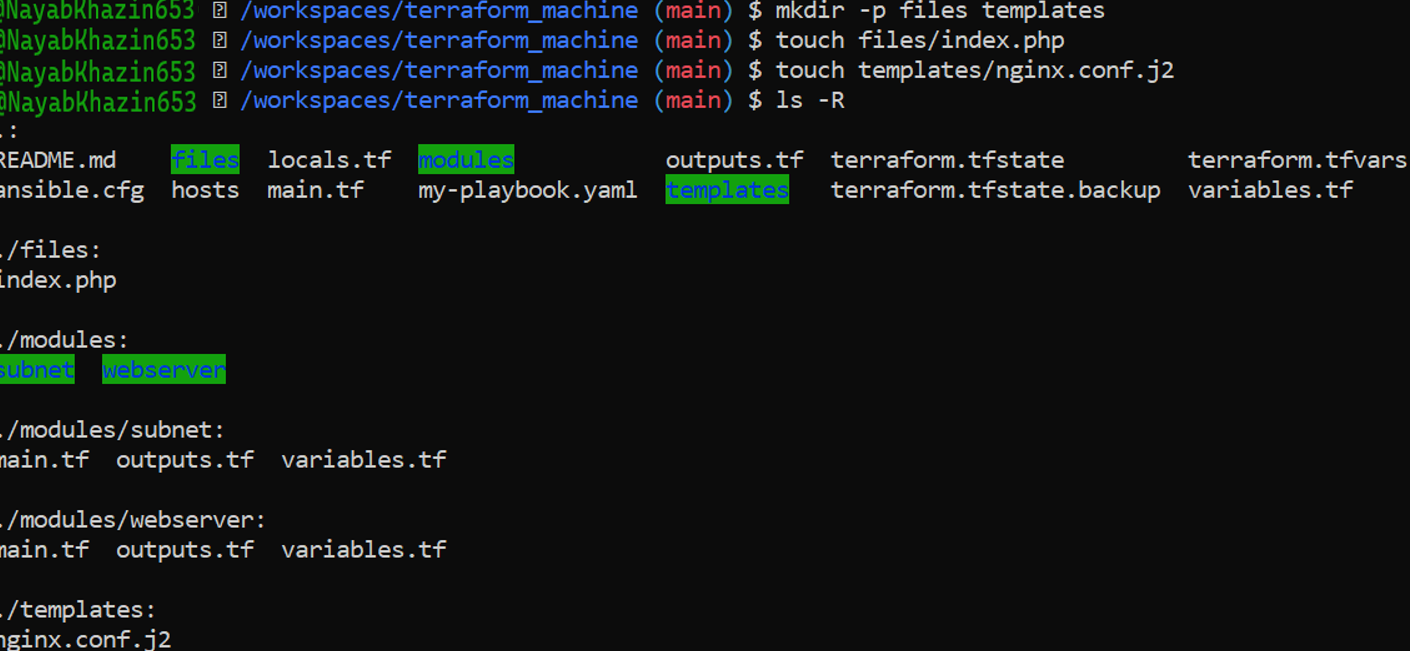 @NayabKhazin653 /workspaces/terraform_machine (main) $ mkdir -p files templates
@NayabKhazin653 /workspaces/terraform_machine (main) $ touch files/index.php
@NayabKhazin653 /workspaces/terraform_machine (main) $ touch templates/nginx.conf.j2
@NayabKhazin653 /workspaces/terraform_machine (main) $ ls -R
.:
README.md files locals.tf modules outputs.tf terraform.tfstate terraform.tfvars
ansible.cfg hosts main.tf my-playbook.yaml templates terraform.tfstate.backup variables.tf
./files:
index.php
./modules:
subnet webserver
./modules/subnet:
main.tf outputs.tf variables.tf
./modules/webserver:
main.tf outputs.tf variables.tf
./templates:
nginx.conf.j2